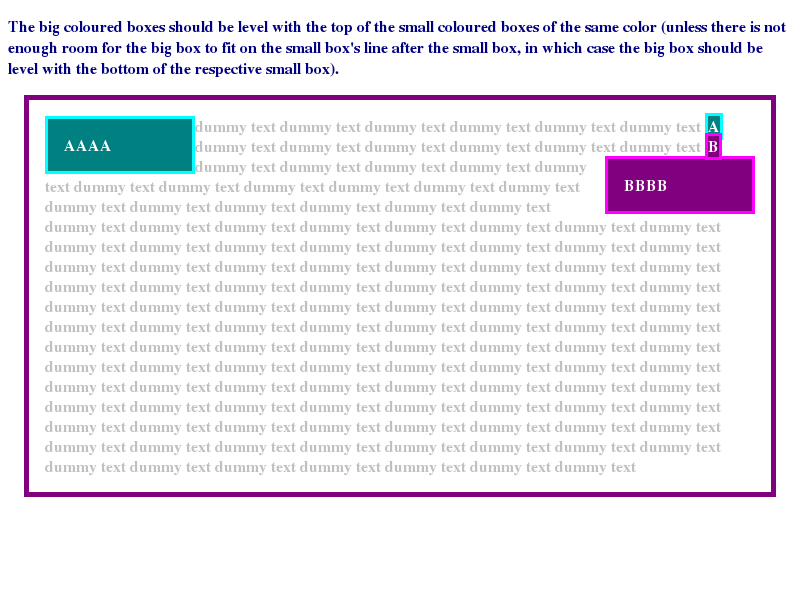 The big coloured boxes should be level with the top of the small coloured boxes of the same color (unless there is not
enough room for the big box to fit on the small box's line after the small box, in which case the big box should be
level with the bottom of the respective small box).
dummy text dummy text dummy text dummy text dummy text dummy text A
AAAA
dummy text dummy text dummy text dummy text dummy text dummy text B
dummy text dummy text dummy text dummy text dummy
text dummy text dummy text dummy text dummy text dummy text dummy text
BBBB
dummy text dummy text dummy text dummy text dummy text dummy text
dummy text dummy text dummy text dummy text dummy text dummy text dummy text dummy text
dummy text dummy text dummy text dummy text dummy text dummy text dummy text dummy text
dummy text dummy text dummy text dummy text dummy text dummy text dummy text dummy text
dummy text dummy text dummy text dummy text dummy text dummy text dummy text dummy text
dummy text dummy text dummy text dummy text dummy text dummy text dummy text dummy text
dummy text dummy text dummy text dummy text dummy text dummy text dummy text dummy text
dummy text dummy text dummy text dummy text dummy text dummy text dummy text dummy text
dummy text dummy text dummy text dummy text dummy text dummy text dummy text dummy text
dummy text dummy text dummy text dummy text dummy text dummy text dummy text dummy text
dummy text dummy text dummy text dummy text dummy text dummy text dummy text dummy text
dummy text dummy text dummy text dummy text dummy text dummy text dummy text dummy text
dummy text dummy text dummy text dummy text dummy text dummy text dummy text dummy text
dummy text dummy text dummy text dummy text dummy text dummy text dummy text